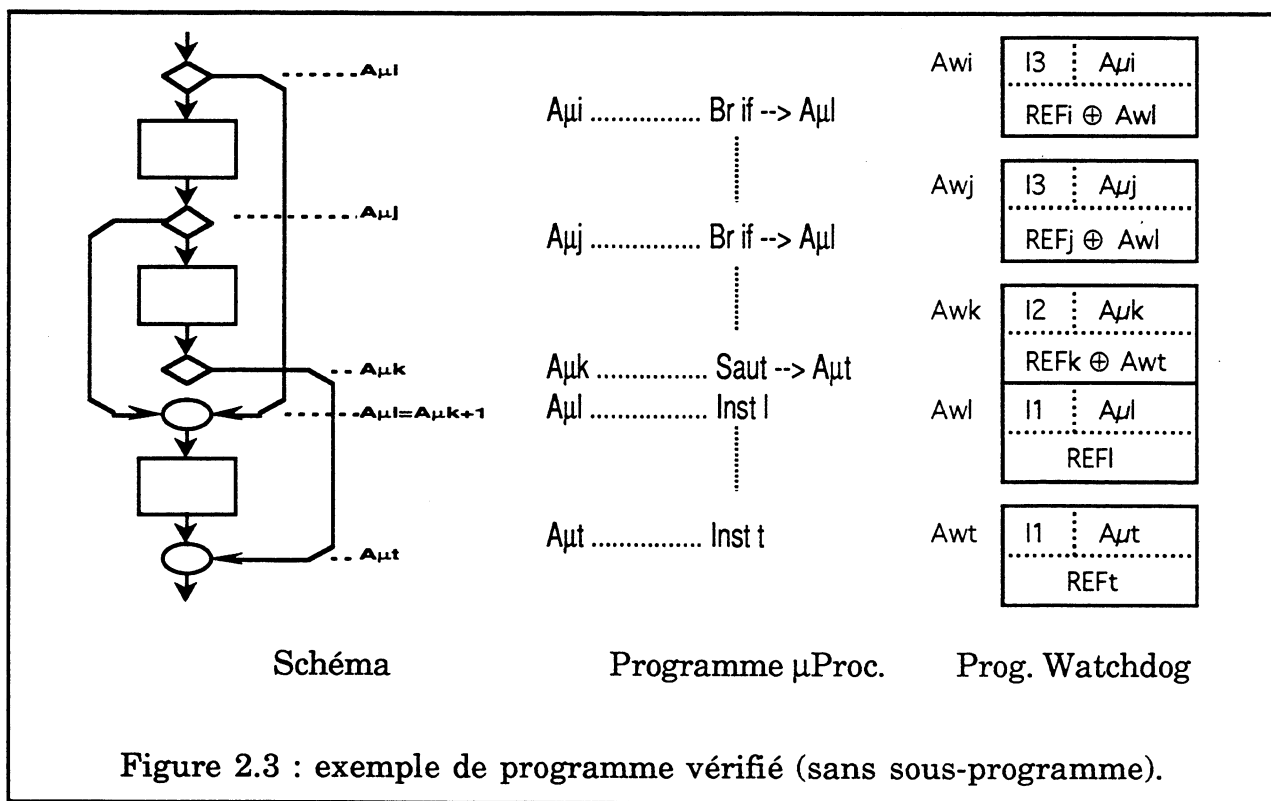 Aμl
Aμj
Aμk
Aμl=Aμk+1
Aμt
Schéma
Aμi ................ Br if --> Aμl
Aμj ................ Br if --> Aμl
Aμk ................ Saut --> Aμt
Aμl ................ Inst l
Aμt ................ Inst t
Programme μProc.
Awi I3 Aμi
REFi ⊕ Awl
Awj I3 Aμj
REFj ⊕ Awl
Awk I2 Aμk
REFk ⊕ Awt
Awl I1 Aμl
REFl
Awt I1 Aμt
REFt
Prog. Watchdog
Figure 2.3 : exemple de programme vérifié (sans sous-programme).